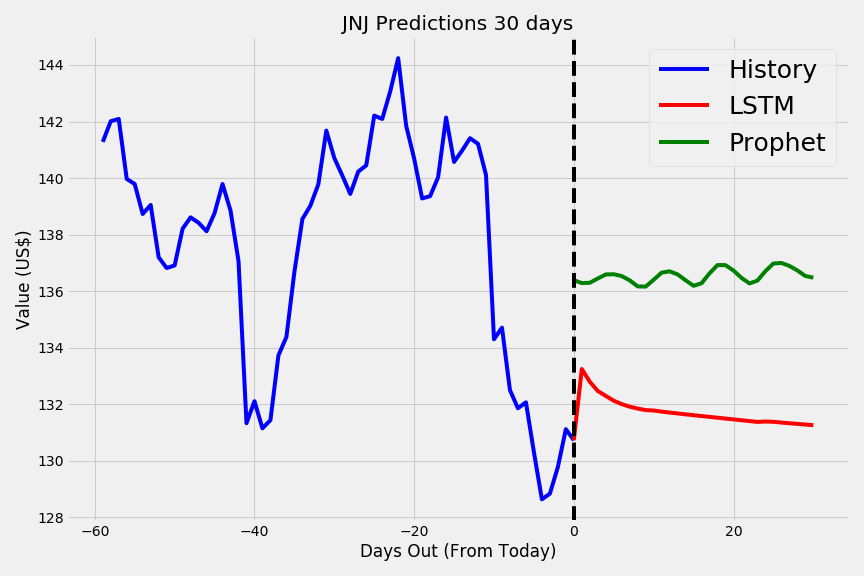 JNJ Predictions 30 days
History
LSTM
Prophet
Value (US$)
144
142
140
138
136
134
132
130
128
−60
−40
−20
0
20
Days Out (From Today)